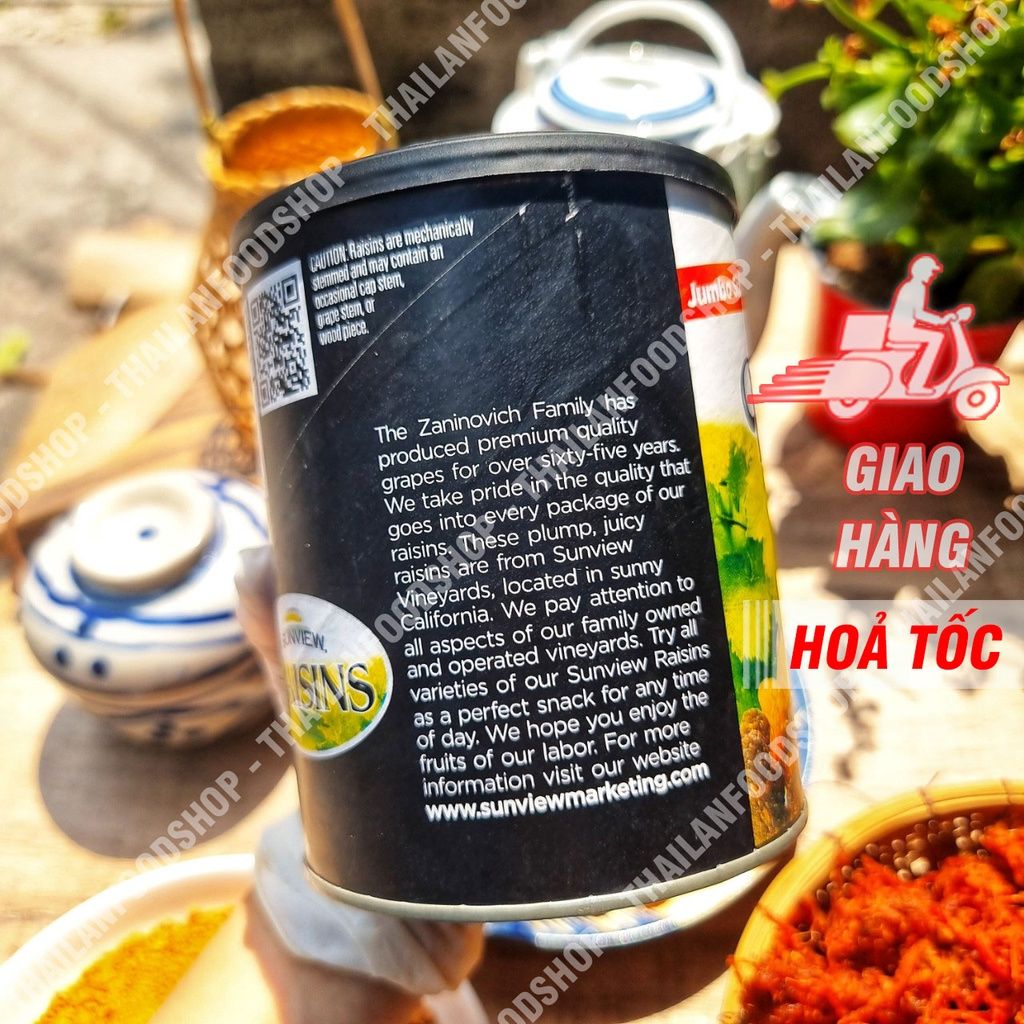 CAUTION: Raisins are mechanically
stemmed and may contain an
occasional cap stem,
grape stem, or
wood piece.
Jumbo
The Zaninovich Family has
produced premium quality
grapes for over sixty-five years.
We take pride in the quality that
goes into every package of our
raisins. These plump, juicy
raisins are from Sunview
Vineyards, located in sunny
California. We pay attention to
all aspects of our family owned
and operated vineyards. Try all
varieties of our Sunview Raisins
as a perfect snack for any time
of day. We hope you enjoy the
fruits of our labor. For more
information visit our website
www.sunviewmarketing.com
SUNVIEW
GIAO
HÀNG
HOẢ TỐC
THAILANFOODSHOP - THAILANFOODSHOP